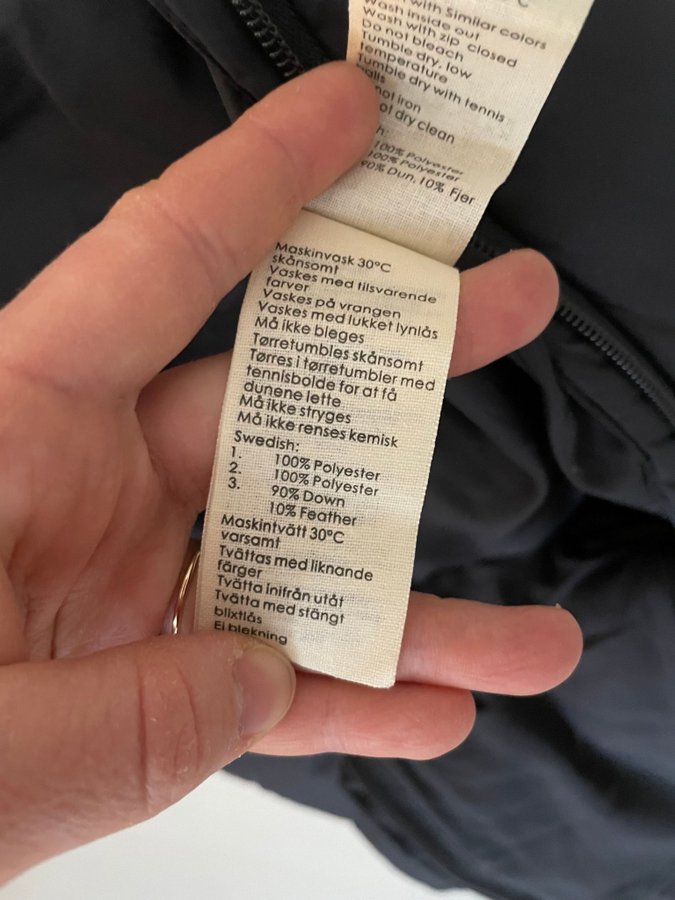 °C
with Similar colors
Wash inside out
Wash with zip closed
Do not bleach
Tumble dry, low
temperature
Tumble dry with tennis
not iron
ot dry clean
h:
100% Polyester
100% Polyester
90% Dun, 10% Fjer
Maskinvask 30°C
skånsomt
Vaskes med tilsvarende
farver
Vaskes på vrangen
Vaskes med lukket lynlås
Må ikke bleges
Tørretumbles skånsomt
Tørres i tørretumbler med
tennisbolde for at få
dunene lette
Må ikke stryges
Må ikke renses kemisk
Swedish:
1. 100% Polyester
2. 100% Polyester
3. 90% Down
10% Feather
Maskintvätt 30°C
varsamt
Tvättas med liknande
färger
Tvätta inifrån utåt
Tvätta med stängt
blixtlås
Ej blekning